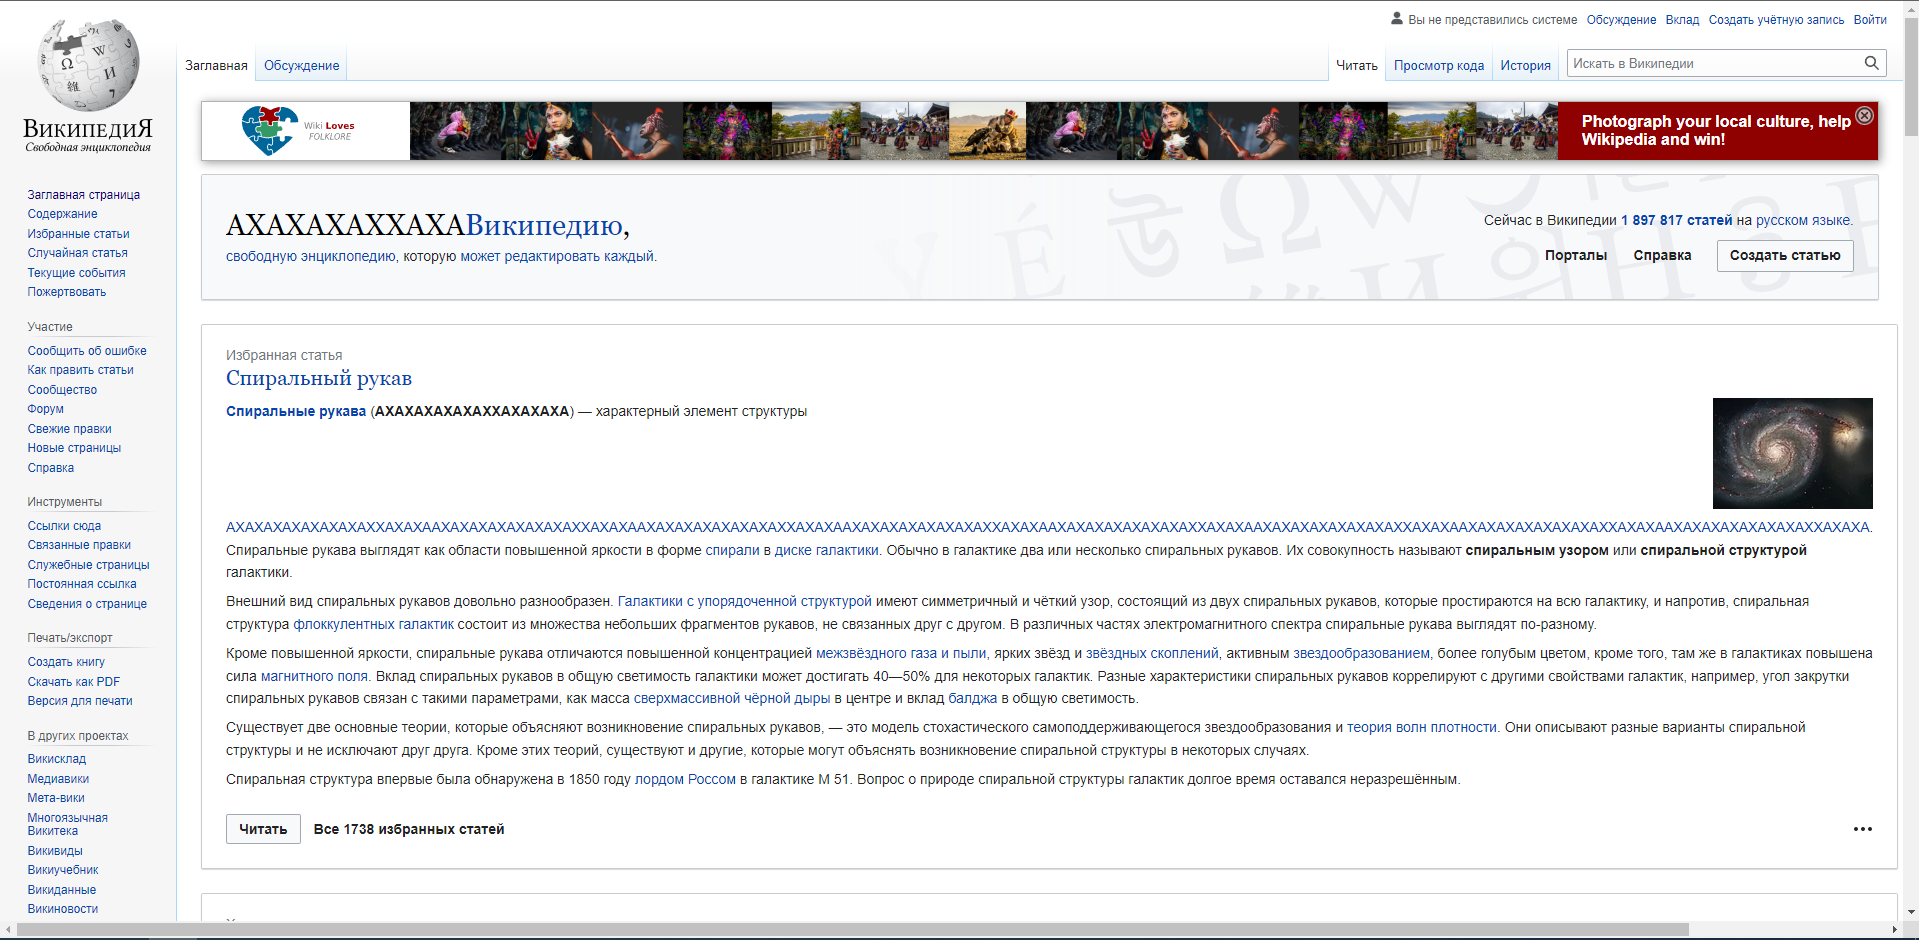 Вы не представились системе Обсуждение Вклад Создать учётную запись Войти
ВикипедиЯ
Свободная энциклопедия
Заглавная Обсуждение
Читать Просмотр кода История Искать в Википедии
Wiki Loves
FOLKLORE
Photograph your local culture, help
Wikipedia and win!
Заглавная страница
Содержание
Избранные статьи
Случайная статья
Текущие события
Пожертвовать
Участие
Сообщить об ошибке
Как править статьи
Сообщество
Форум
Свежие правки
Новые страницы
Справка
Инструменты
Ссылки сюда
Связанные правки
Служебные страницы
Постоянная ссылка
Сведения о странице
Печать/экспорт
Создать книгу
Скачать как PDF
Версия для печати
В других проектах
Викисклад
Медиавики
Мета-вики
Многоязычная
Викитека
Викивиды
Викиучебник
Викиданные
Викиновости
АХАХАХАХХАХАВикипедию,
свободную энциклопедию, которую может редактировать каждый.
Сейчас в Википедии 1 897 817 статей на русском языке.
Порталы Справка Создать статью
Избранная статья
Спиральный рукав
Спиральные рукава (АХАХАХАХАХАХХАХАХАХА) — характерный элемент структуры
Спиральные рукава выглядят как области повышенной яркости в форме спирали в диске галактики. Обычно в галактике два или несколько спиральных рукавов. Их совокупность называют спиральным узором или спиральной структурой
галактики.
Внешний вид спиральных рукавов довольно разнообразен. Галактики с упорядоченной структурой имеют симметричный и чёткий узор, состоящий из двух спиральных рукавов, которые простираются на всю галактику, и напротив, спиральная
структура флоккулентных галактик состоит из множества небольших фрагментов рукавов, не связанных друг с другом. В различных частях электромагнитного спектра спиральные рукава выглядят по-разному.
Кроме повышенной яркости, спиральные рукава отличаются повышенной концентрацией межзвёздного газа и пыли, ярких звёзд и звёздных скоплений, активным звездообразованием, более голубым цветом, кроме того, там же в галактиках повышена
сила магнитного поля. Вклад спиральных рукавов в общую светимость галактики может достигать 40—50% для некоторых галактик. Разные характеристики спиральных рукавов коррелируют с другими свойствами галактик, например, угол закрутки
спиральных рукавов связан с такими параметрами, как масса сверхмассивной чёрной дыры в центре и вклад балджа в общую светимость.
Существует две основные теории, которые объясняют возникновение спиральных рукавов, — это модель стохастического самоподдерживающегося звездообразования и теория волн плотности. Они описывают разные варианты спиральной
структуры и не исключают друг друга. Кроме этих теорий, существуют и другие, которые могут объяснять возникновение спиральной структуры в некоторых случаях.
Спиральная структура впервые была обнаружена в 1850 году лордом Россом в галактике M 51. Вопрос о природе спиральной структуры галактик долгое время оставался неразрешённым.
Читать Все 1738 избранных статей